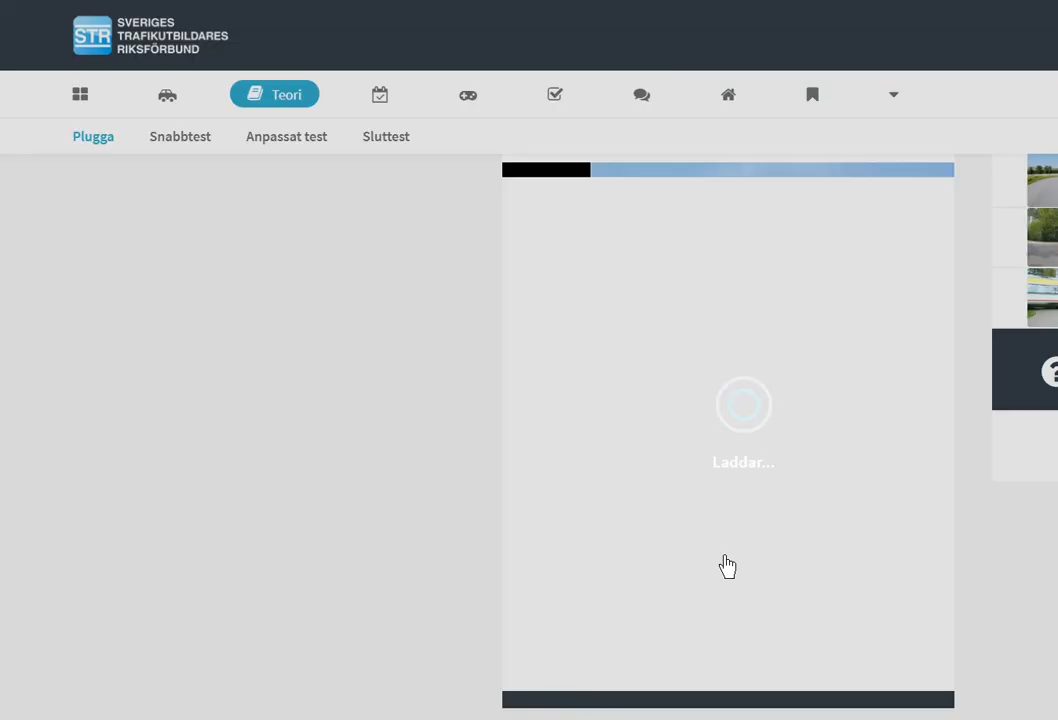 STR
SVERIGES
TRAFIKUTBILDARES
RIKSFÖRBUND
Teori
Plugga Snabbtest Anpassat test Sluttest
Laddar...
?